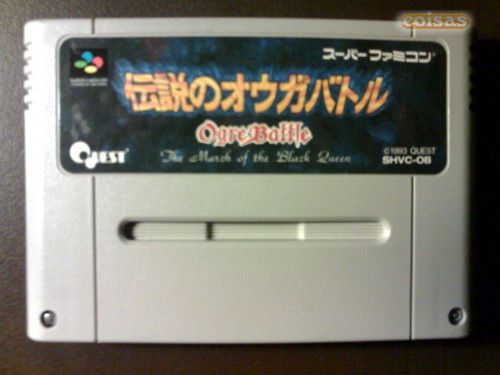 coisas
スーパーファミコン
伝説のオウガバトル
Ogre Battle
QUEST
The March of the Black Queen
©1993 QUEST
SHVC-OB